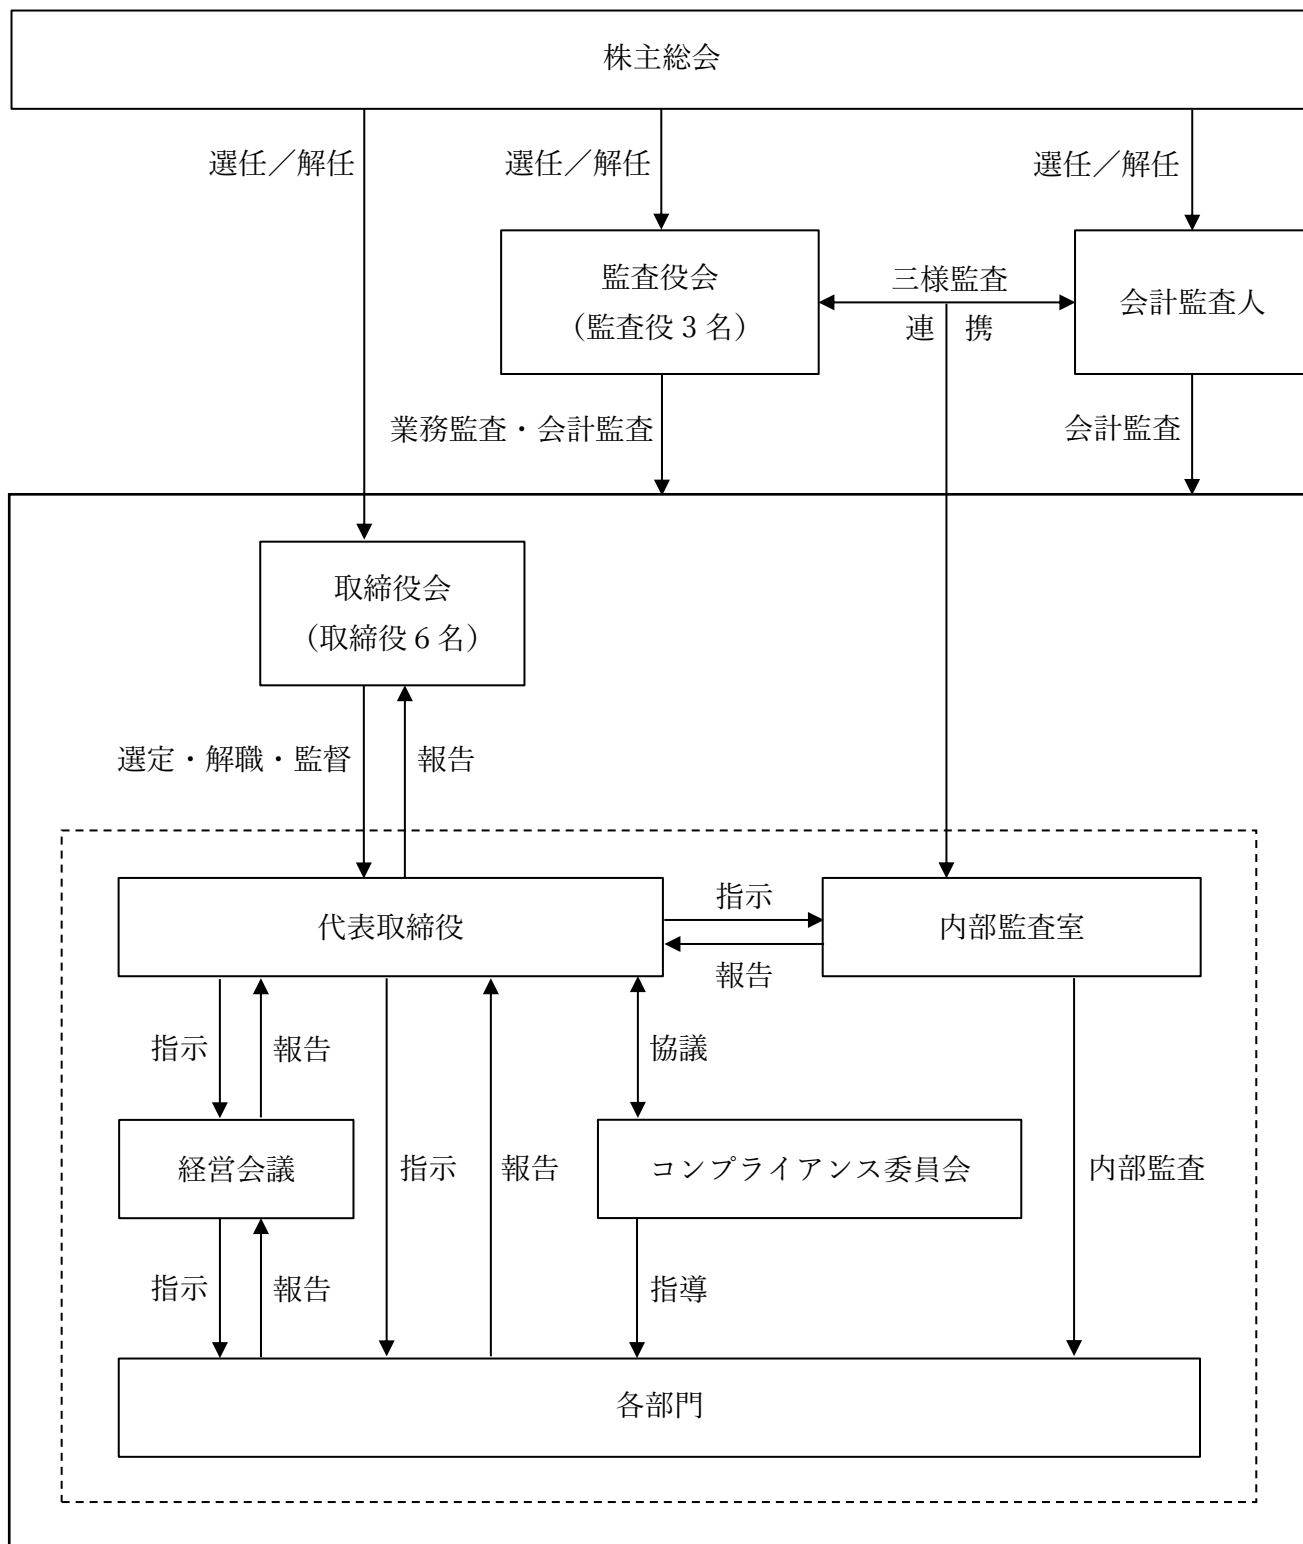 株主総会
選任／解任
選任／解任
選任／解任
監査役会
（監査役３名）
三様監査
連　携
会計監査人
業務監査・会計監査
会計監査
取締役会
（取締役６名）
選定・解職・監督
報告
代表取締役
指示
報告
内部監査室
指示
報告
協議
経営会議
指示
報告
コンプライアンス委員会
内部監査
指示
報告
指導
各部門